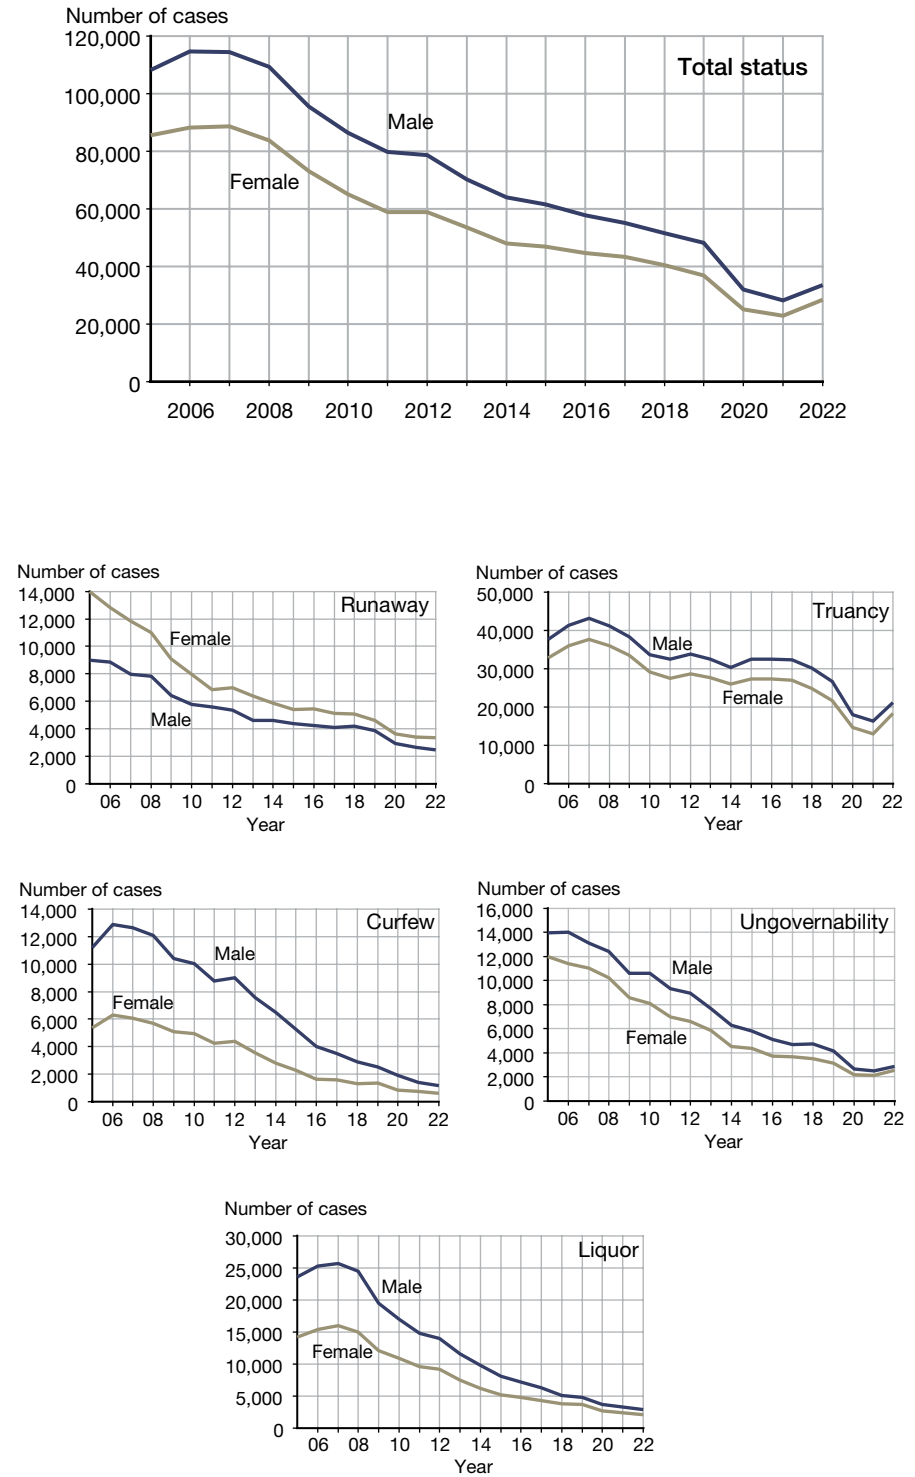 Number of cases
120,000
Total status
100,000
Male
80,000
Female
60,000
40,000
20,000
0
2006 2008 2010 2012 2014 2016 2018 2020 2022
Number of cases
14,000
Runaway
12,000
Female
10,000
8,000
6,000
Male
4,000
2,000
0
06 08 10 12 14 16 18 20 22
Year
Number of cases
50,000
Truancy
40,000
Male
30,000
Female
20,000
10,000
0
06 08 10 12 14 16 18 20 22
Year
Number of cases
14,000
Curfew
12,000
Male
10,000
8,000
Female
6,000
4,000
2,000
0
06 08 10 12 14 16 18 20 22
Year
Number of cases
16,000
Ungovernability
14,000
12,000
Male
10,000
8,000
6,000
Female
4,000
2,000
0
06 08 10 12 14 16 18 20 22
Year
Number of cases
30,000
Liquor
25,000
Male
20,000
15,000
Female
10,000
5,000
0
06 08 10 12 14 16 18 20 22
Year